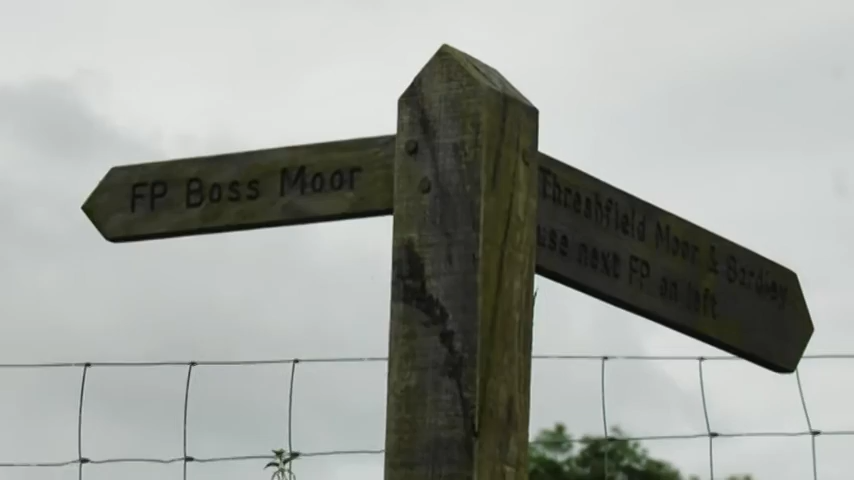 FP Boss Moor
Threshfield Moor & Bordley
use next FP on left